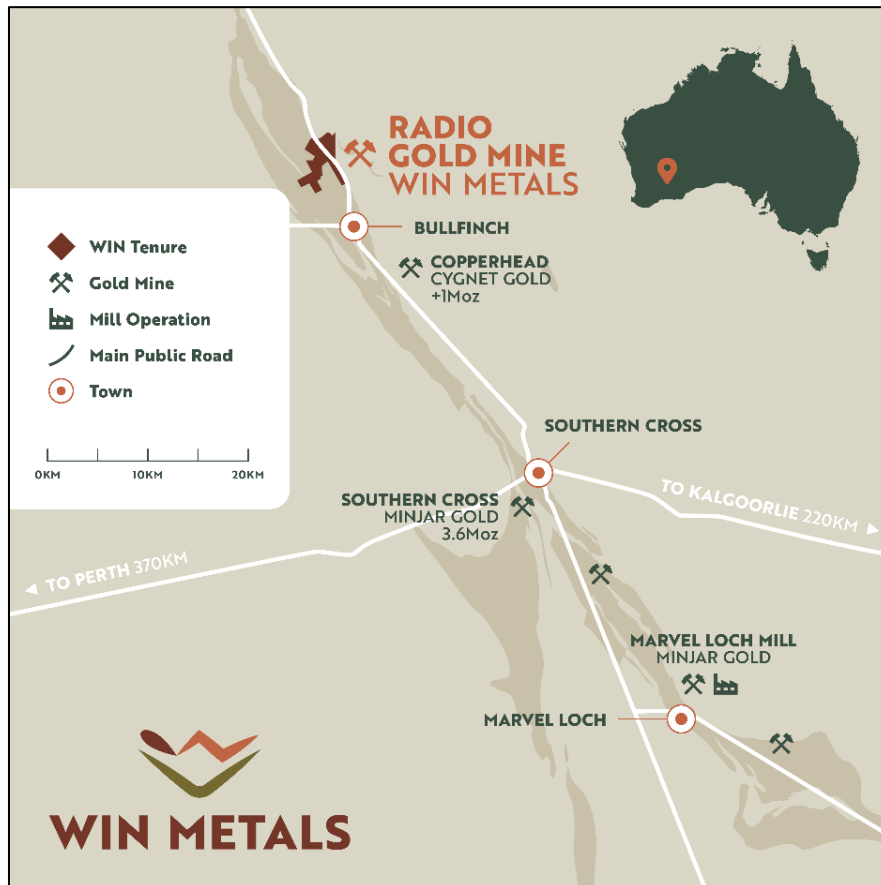 RADIO
GOLD MINE
WIN METALS
BULLFINCH
COPPERHEAD
CYGNET GOLD
+1Moz
WIN Tenure
Gold Mine
Mill Operation
Main Public Road
Town
0KM 10KM 20KM
SOUTHERN CROSS
SOUTHERN CROSS
MINJAR GOLD
3.6Moz
TO KALGOORLIE 220KM
TO PERTH 370KM
MARVEL LOCH MILL
MINJAR GOLD
MARVEL LOCH
WIN METALS